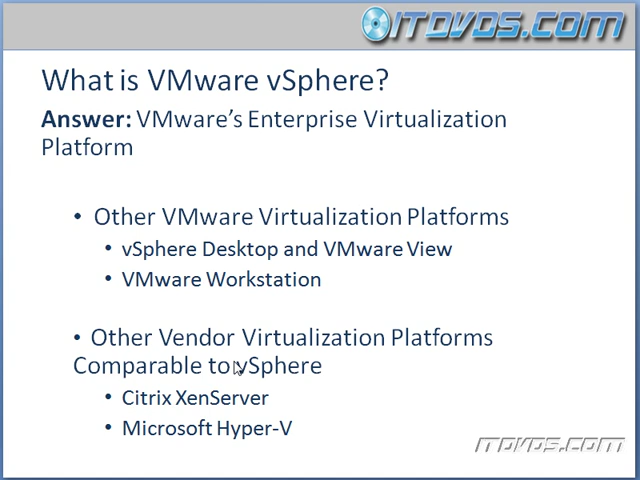 ITDVDS.COM
What is VMware vSphere?
Answer: VMware's Enterprise Virtualization
Platform
• Other VMware Virtualization Platforms
• vSphere Desktop and VMware View
• VMware Workstation
• Other Vendor Virtualization Platforms
Comparable to vSphere
• Citrix XenServer
• Microsoft Hyper-V
ITDVDS.COM